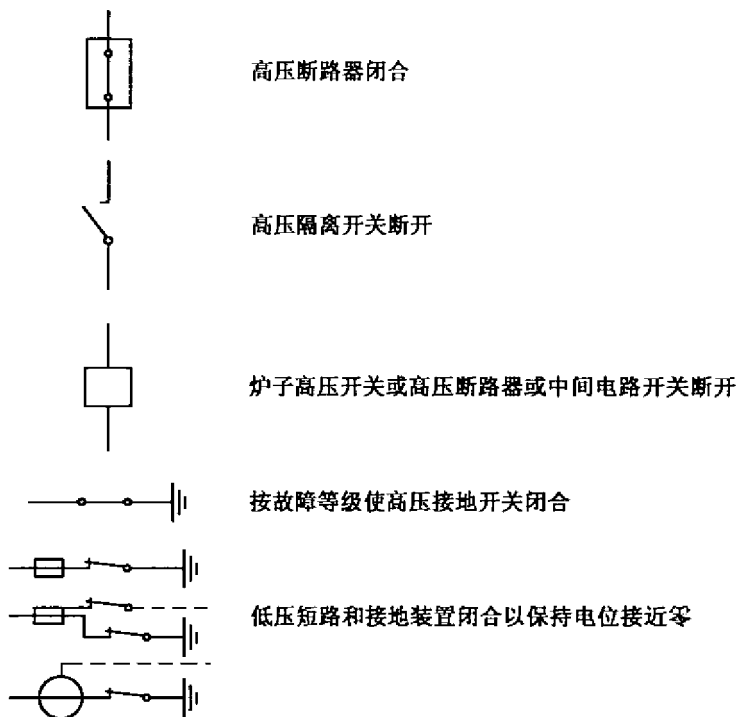 高压断路器闭合
高压隔离开关断开
炉子高压开关或高压断路器或中间电路开关断开
按故障等级使高压接地开关闭合
低压短路和接地装置闭合以保持电位接近零